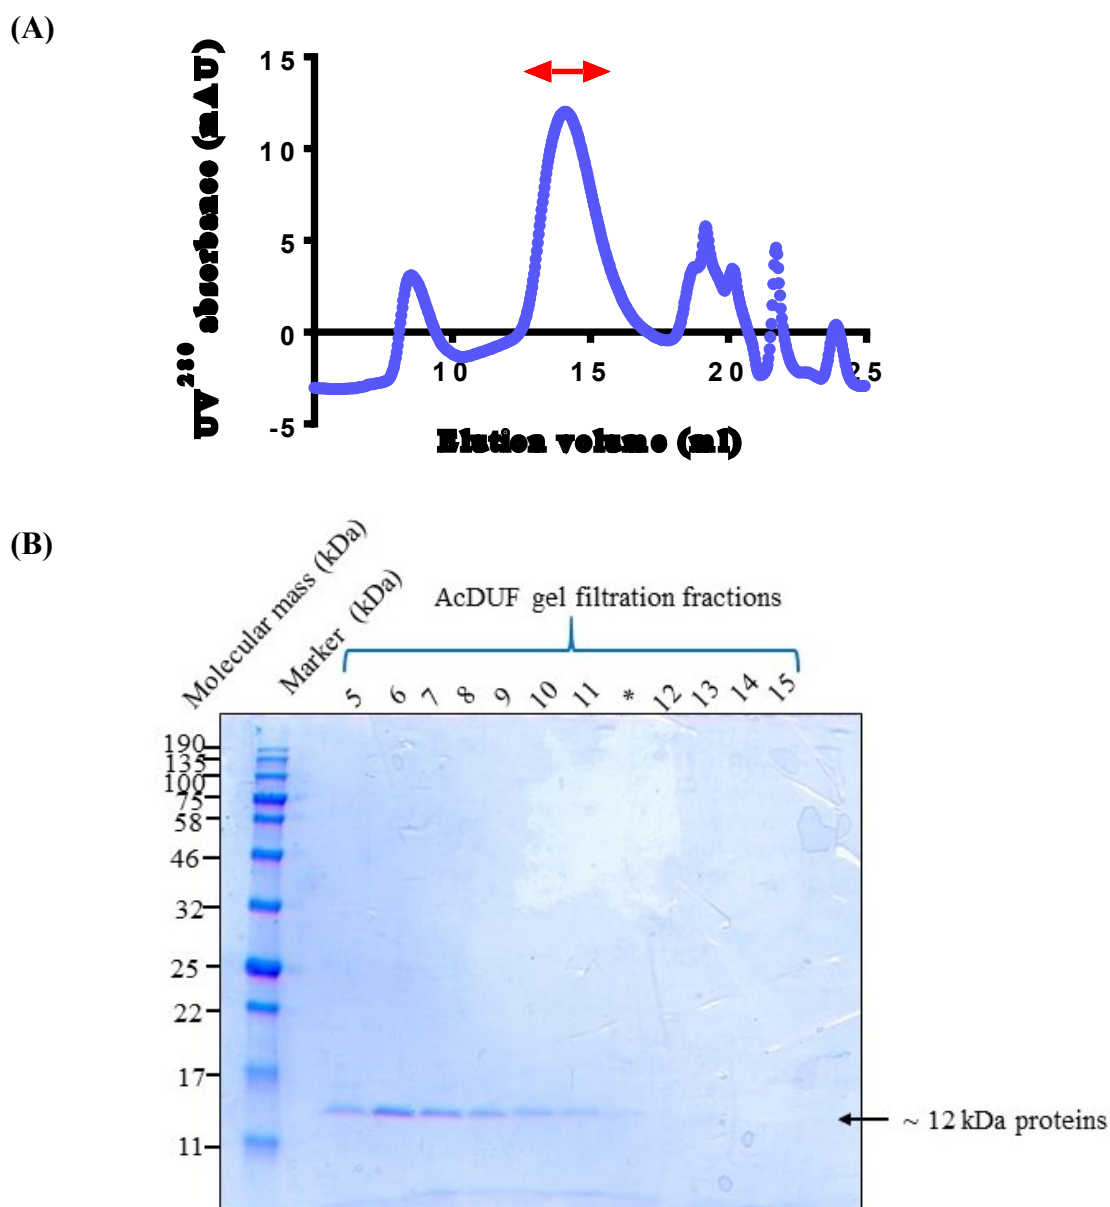 (A)
UV280 absorbance (mAU)
15
10
5
0
-5
10 15 20 25
Elution volume (ml)
(B)
Molecular mass (kDa)
Marker (kDa)
AcDUF gel filtration fractions
5 6 7 8 9 10 11 * 12 13 14 15
190
135
100
75
58
46
32
25
22
17
11
~ 12 kDa proteins